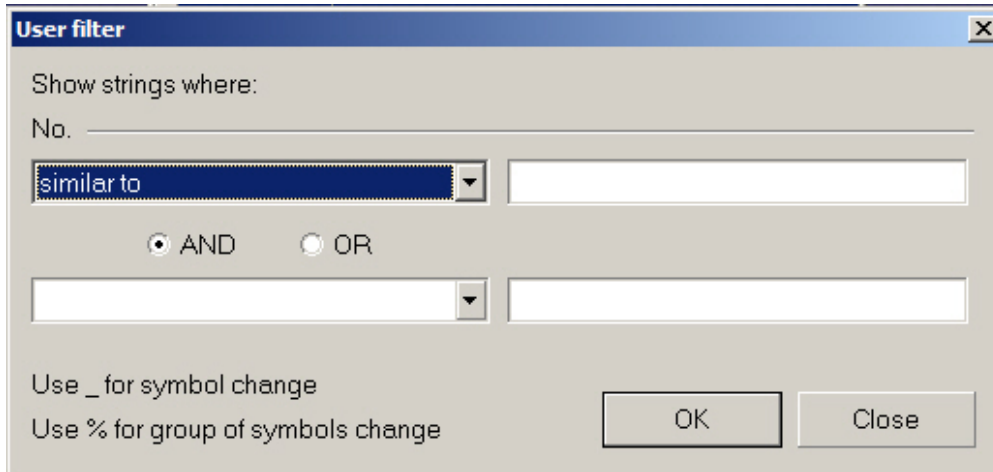 User filter
Show strings where:
No.
similar to
AND OR
Use _ for symbol change
Use % for group of symbols change
OK Close